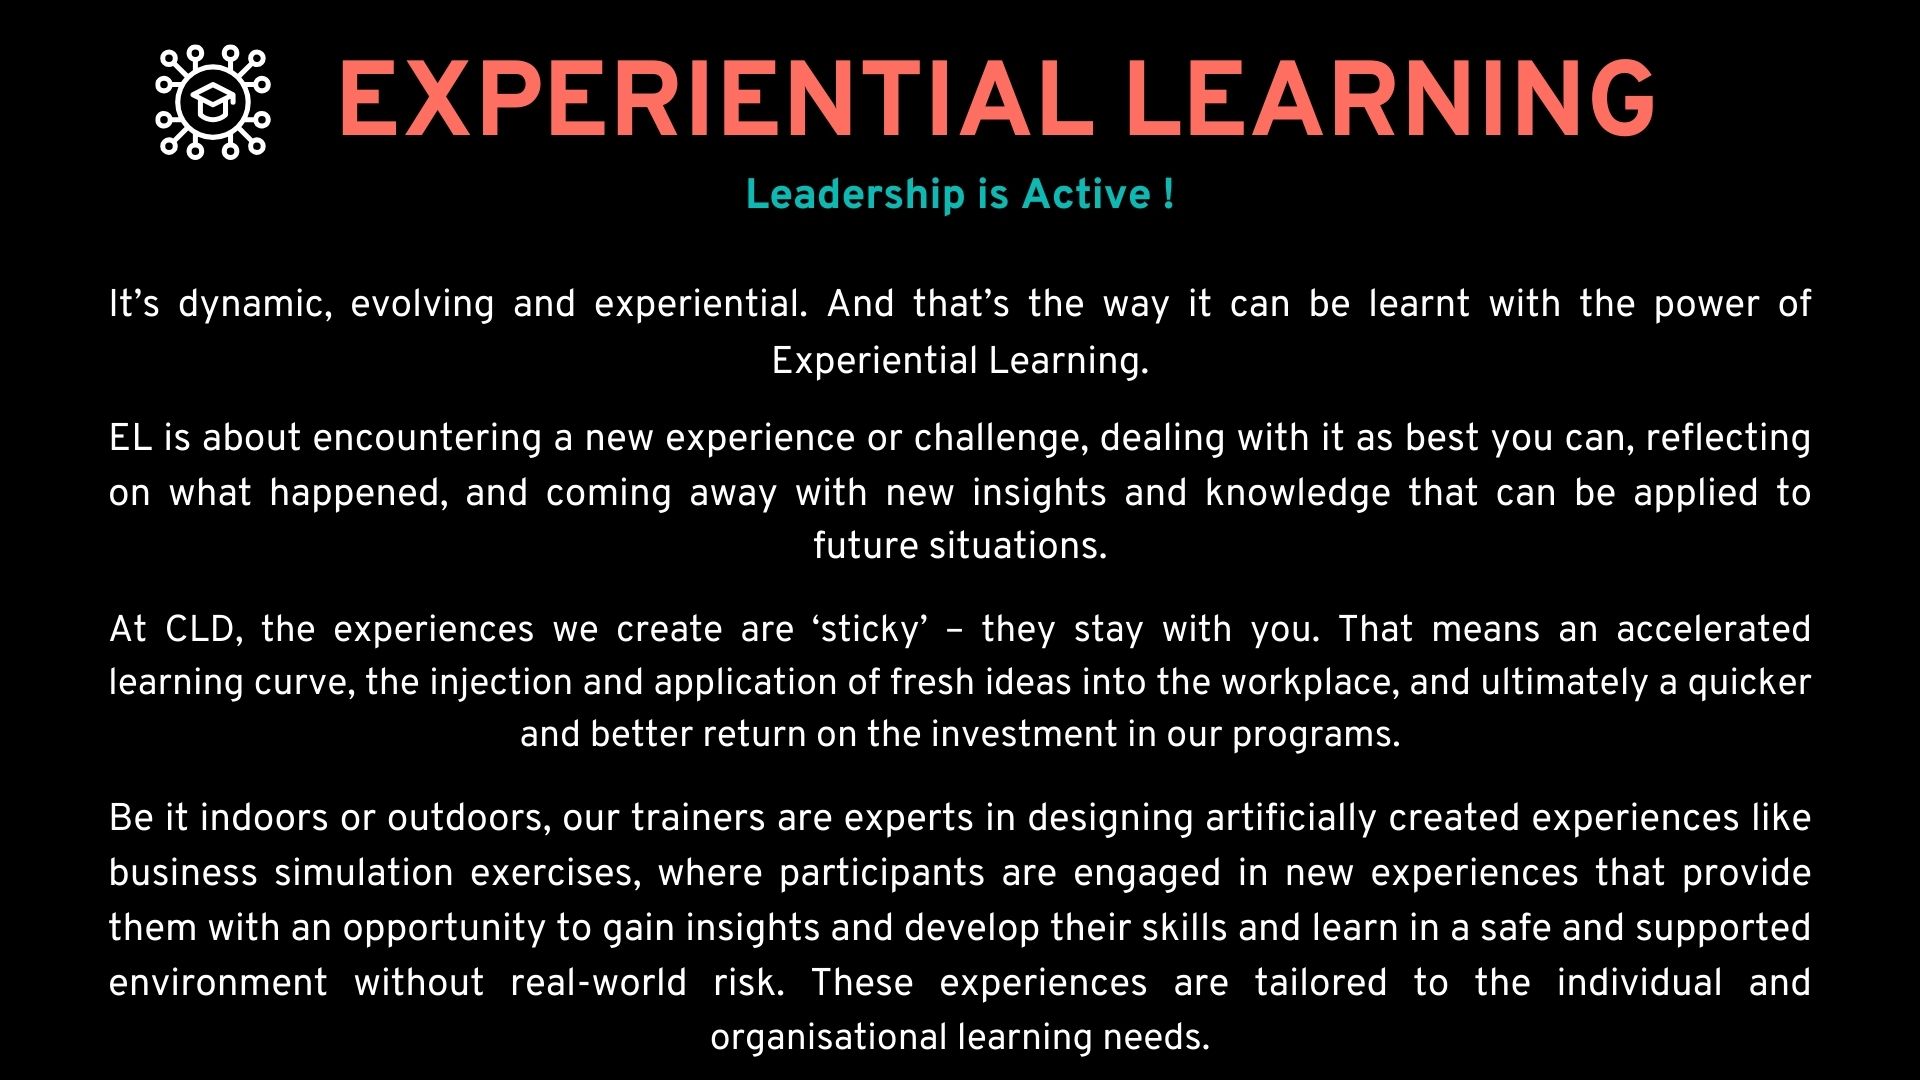 EXPERIENTIAL LEARNING
Leadership is Active !
It’s dynamic, evolving and experiential. And that’s the way it can be learnt with the power of
Experiential Learning.
EL is about encountering a new experience or challenge, dealing with it as best you can, reflecting
on what happened, and coming away with new insights and knowledge that can be applied to
future situations.
At CLD, the experiences we create are ‘sticky’ – they stay with you. That means an accelerated
learning curve, the injection and application of fresh ideas into the workplace, and ultimately a quicker
and better return on the investment in our programs.
Be it indoors or outdoors, our trainers are experts in designing artificially created experiences like
business simulation exercises, where participants are engaged in new experiences that provide
them with an opportunity to gain insights and develop their skills and learn in a safe and supported
environment without real-world risk. These experiences are tailored to the individual and
organisational learning needs.